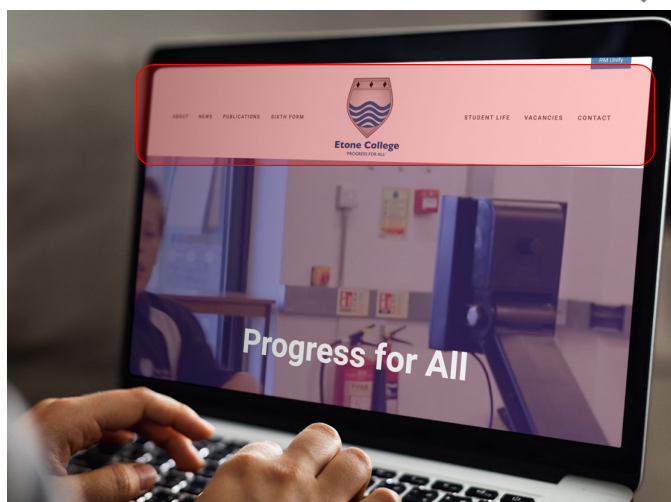 RM Unify
ABOUT NEWS PUBLICATIONS SIXTH FORM
STUDENT LIFE VACANCIES CONTACT
Etone College
'PROGRESS FOR ALL'
Progress for All